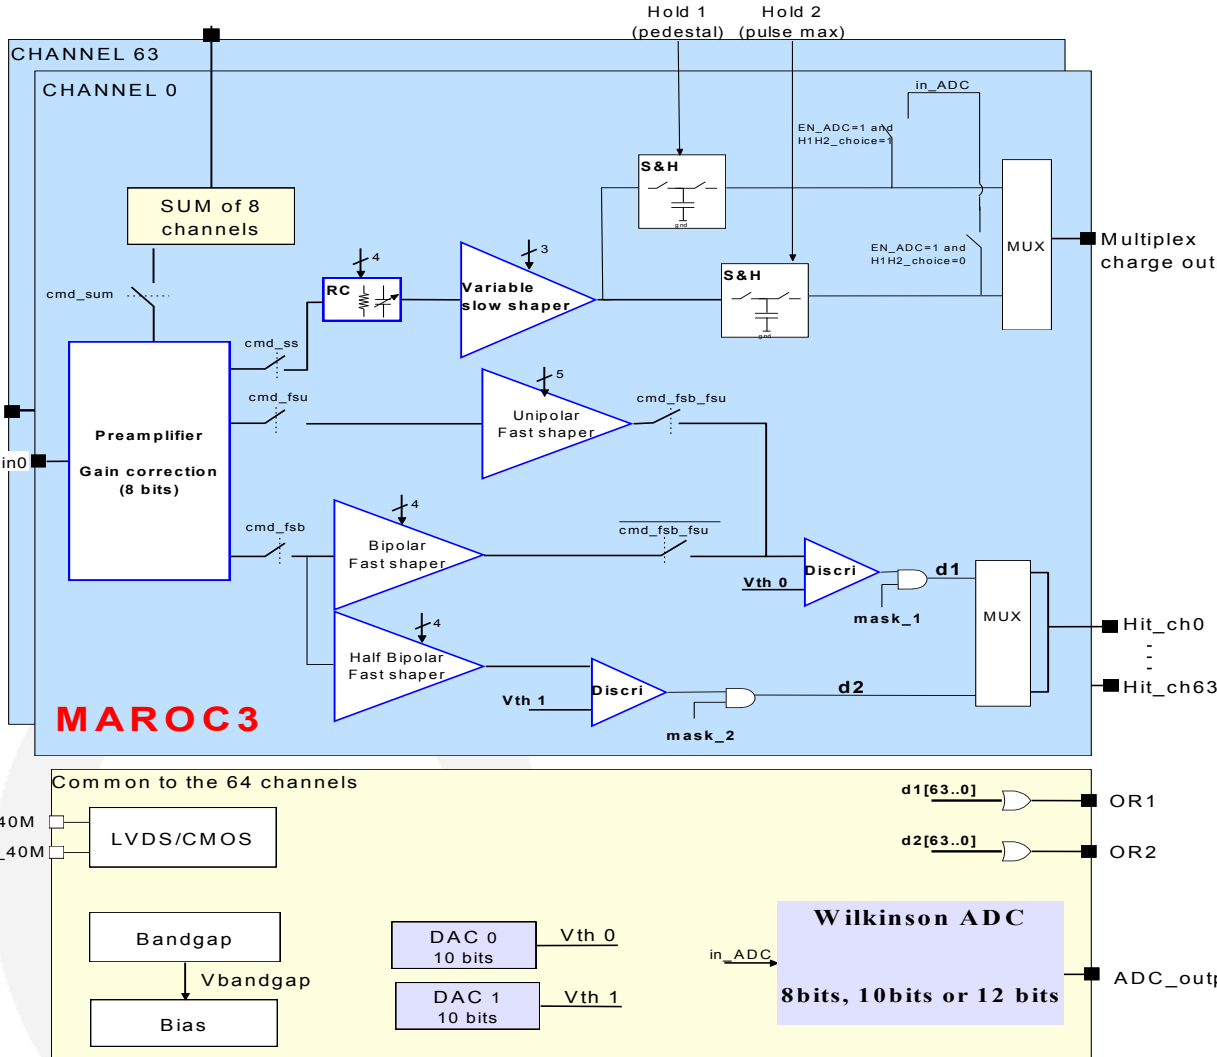 Hold 1
(pedestal)
Hold 2
(pulse max)
CHANNEL 63
CHANNEL 0
in_ADC
EN_ADC=1 and
H1H2_choice=1
S&H
gnd
SUM of 8
channels
MUX
Multiplex
charge out
EN_ADC=1 and
H1H2_choice=0
4
3
S&H
gnd
RC
Variable
slow shaper
cmd_sum
cmd_ss
5
cmd_fsu
cmd_fsb_fsu
Unipolar
Fast shaper
Preamplifier
Gain correction
(8 bits)
in0
4
cmd_fsb
cmd_fsb_fsu
Bipolar
Fast shaper
Discri
Vth 0
d1
mask_1
MUX
Hit_ch0
4
Half Bipolar
Fast shaper
Discri
Vth 1
d2
mask_2
Hit_ch63
MAROC3
Common to the 64 channels
d1[63..0]
OR1
40M
LVDS/CMOS
_40M
d2[63..0]
OR2
Wilkinson ADC
Bandgap
DAC 0
10 bits
Vth 0
in_ADC
Vbandgap
ADC_outp
DAC 1
10 bits
Vth 1
8bits, 10bits or 12 bits
Bias